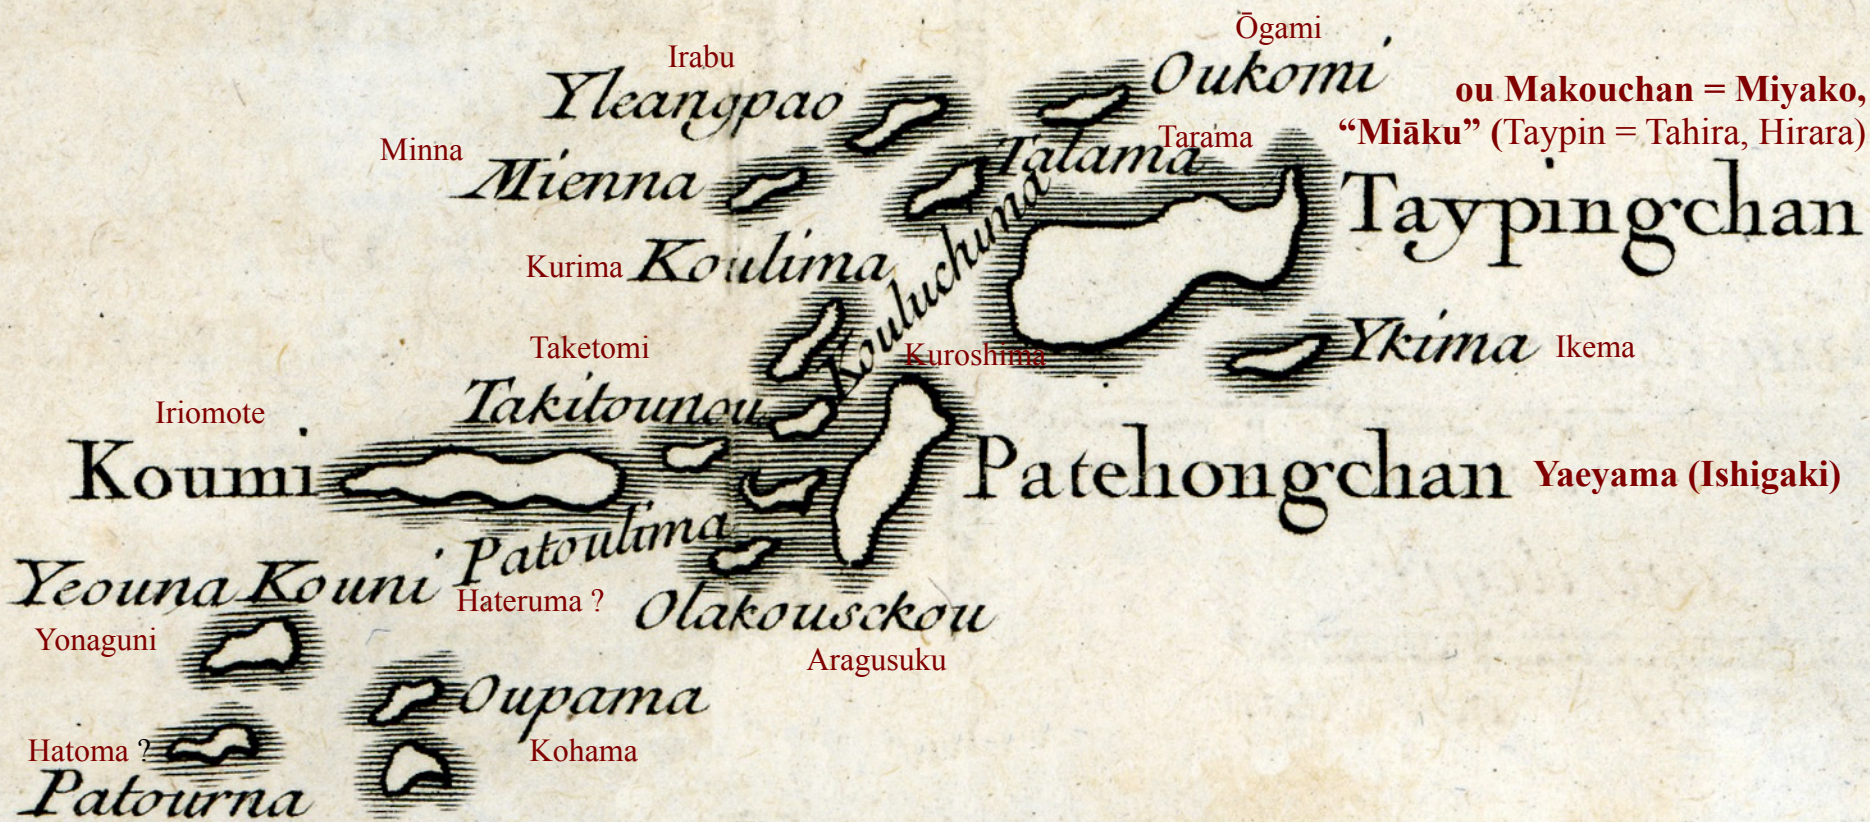 Ōgami
Irabu
Oukomi
Yleangpao
ou Makouchan = Miyako,
Minna
Tarama
“Miāku” (Taypin = Tahira, Hirara)
Mienna
Talama
Taypingchan
Kurima
Koulima
Kouluchuma
Taketomi
Kuroshima
Ykima
Ikema
Iriomote
Takitounou
Koumi
Patchongchan
Yaeyama (Ishigaki)
Patoulima
Yeouna Kouni
Hateruma ?
Olakousckou
Yonaguni
Aragusuku
Oupama
Hatoma ?
Kohama
Patourna